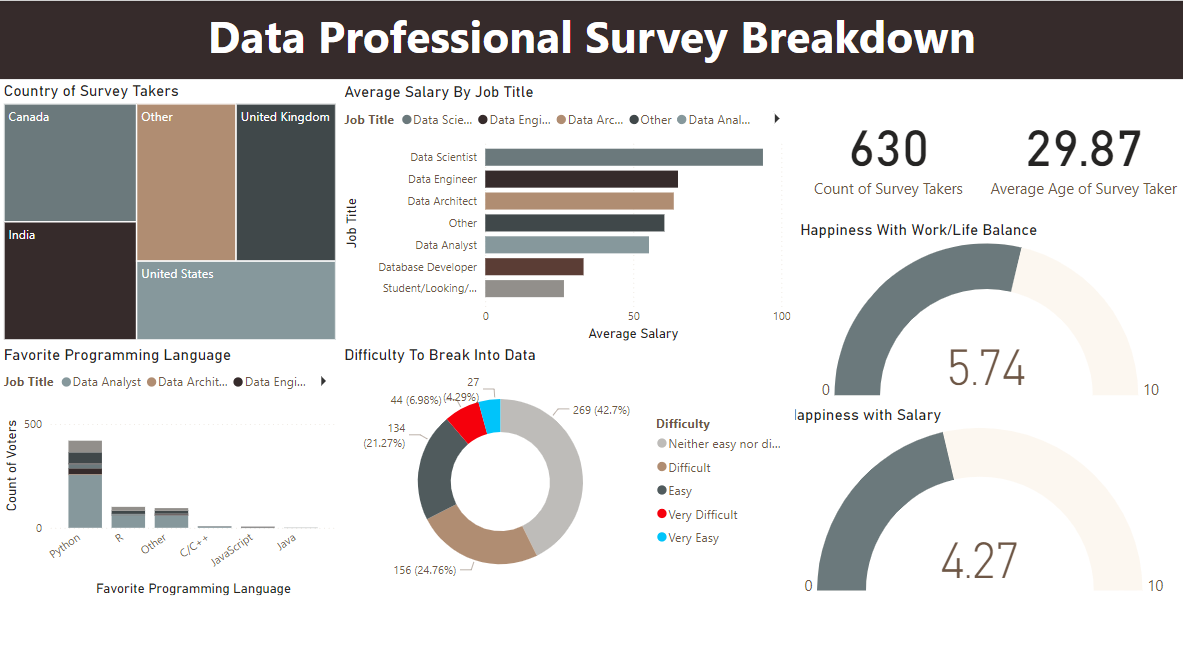 Data Professional Survey Breakdown
Country of Survey Takers
Canada
Other
United Kingdom
India
United States
Average Salary By Job Title
Job Title Data Scie... Data Engi... Data Arc... Other Data Anal...
Job Title
Data Scientist
Data Engineer
Data Architect
Other
Data Analyst
Database Developer
Student/Looking/...
0 50 100
Average Salary
630
Count of Survey Takers
29.87
Average Age of Survey Taker
Happiness With Work/Life Balance
5.74
0
10
Favorite Programming Language
Job Title Data Analyst Data Archit... Data Engi...
Count of Voters
500
0
Python
R
Other
C/C++
JavaScript
Java
Favorite Programming Language
Difficulty To Break Into Data
27
(4.29%)
44 (6.98%)
269 (42.7%)
134
(21.27%)
156 (24.76%)
Difficulty
Neither easy nor di...
Difficult
Easy
Very Difficult
Very Easy
appiness with Salary
4.27
0
10